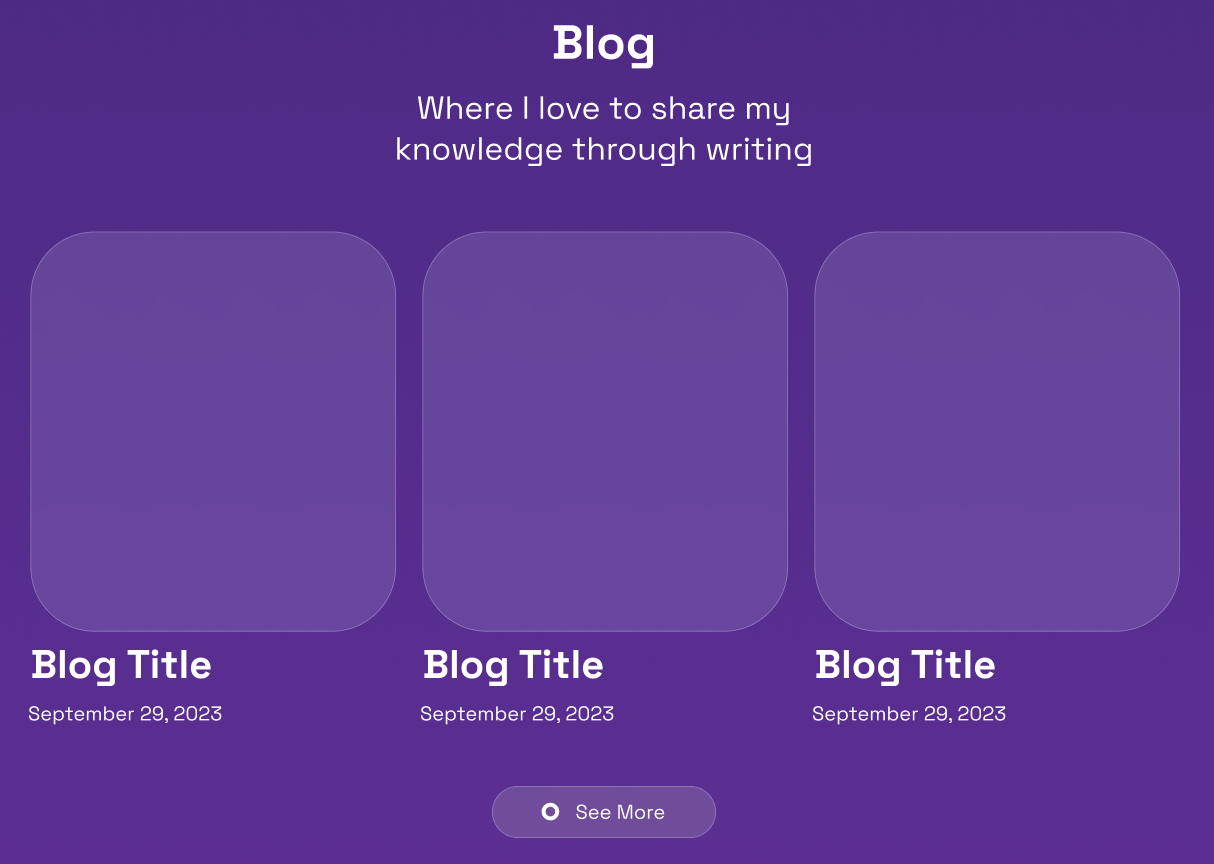 Blog
Where I love to share my
knowledge through writing
Blog Title
September 29, 2023
Blog Title
September 29, 2023
Blog Title
September 29, 2023
See More